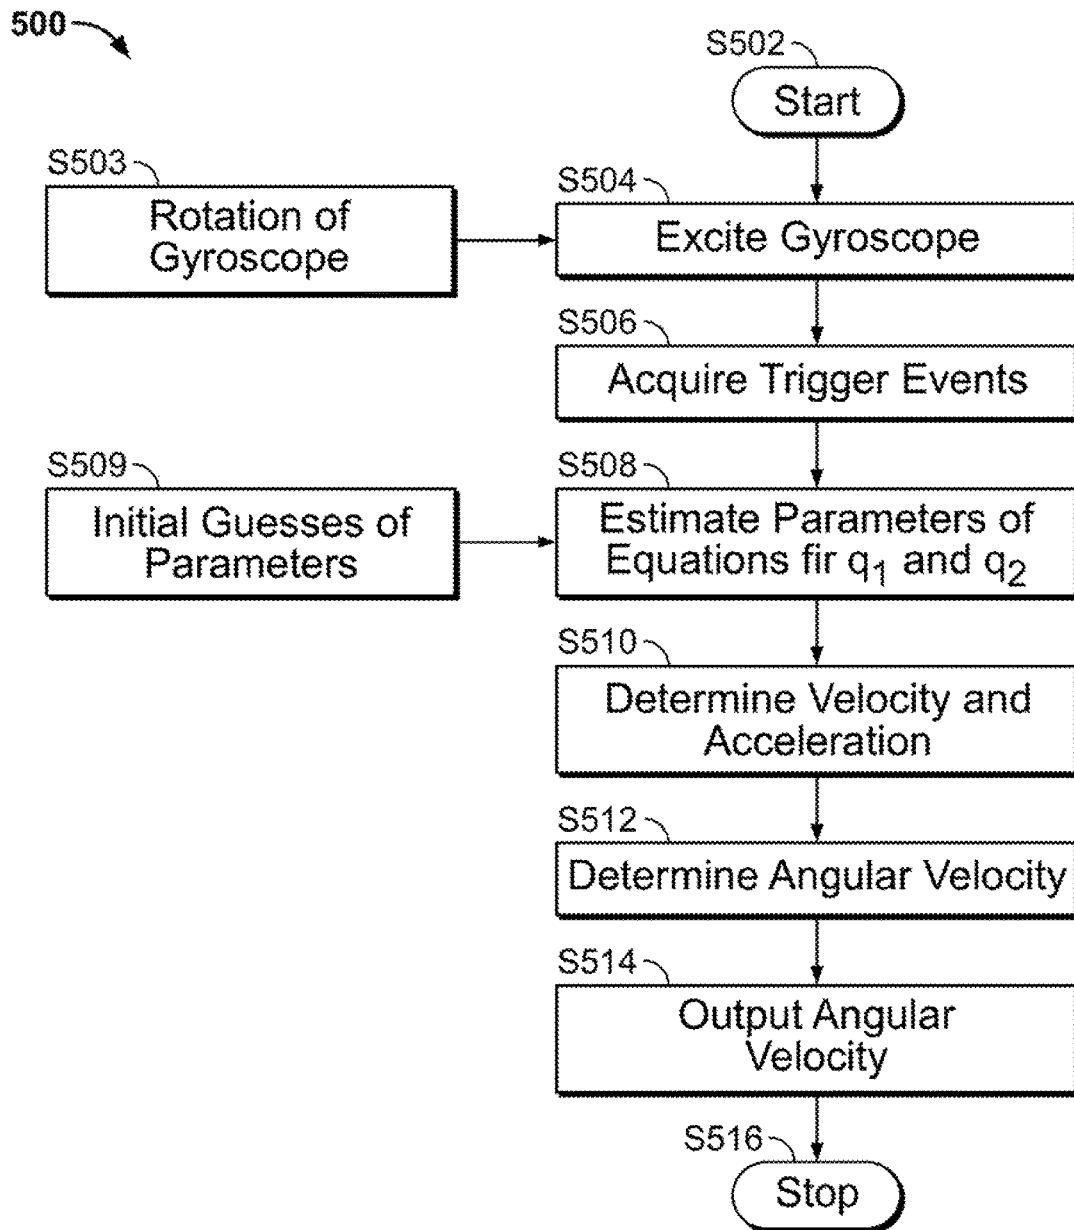 500
S502
Start
S503
Rotation of
Gyroscope
S504
Excite Gyroscope
S506
Acquire Trigger Events
S509
Initial Guesses of
Parameters
S508
Estimate Parameters of
Equations fir q₁ and q₂
S510
Determine Velocity and
Acceleration
S512
Determine Angular Velocity
S514
Output Angular
Velocity
S516
Stop